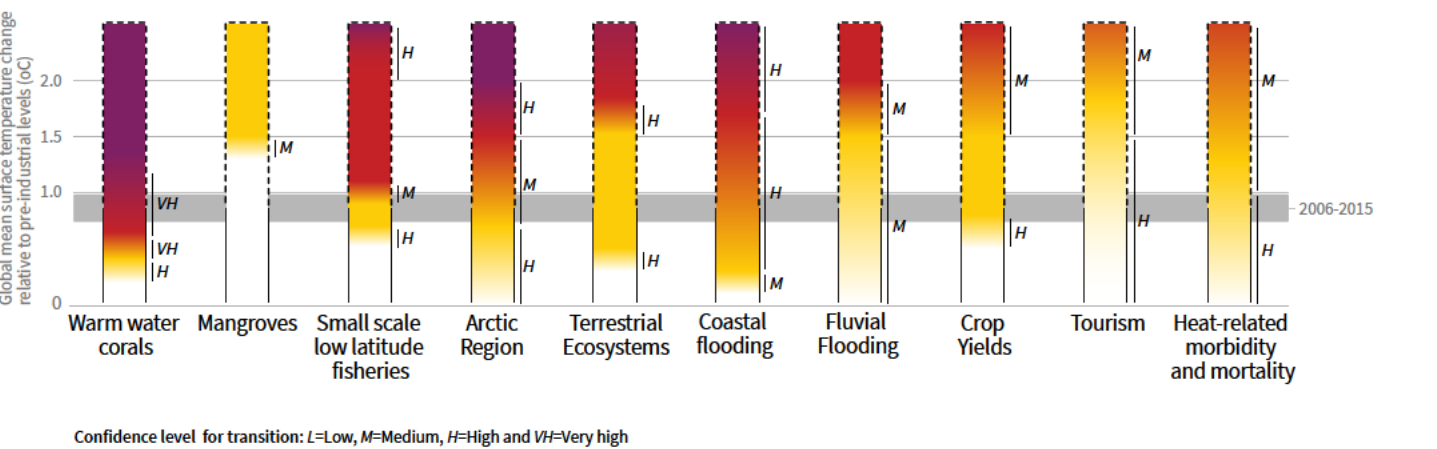 Global mean surface temperature change
relative to pre-industrial levels (oC)
2.0
1.5
1.0
0
VH
VH
H
M
H
M
H
H
M
H
H
H
H
H
M
M
M
M
H
M
H
M
H
2006-2015
Warm water
corals
Mangroves
Small scale
low latitude
fisheries
Arctic
Region
Terrestrial
Ecosystems
Coastal
flooding
Fluvial
Flooding
Crop
Yields
Tourism
Heat-related
morbidity
and mortality
Confidence level for transition: L=Low, M=Medium, H=High and VH=Very high